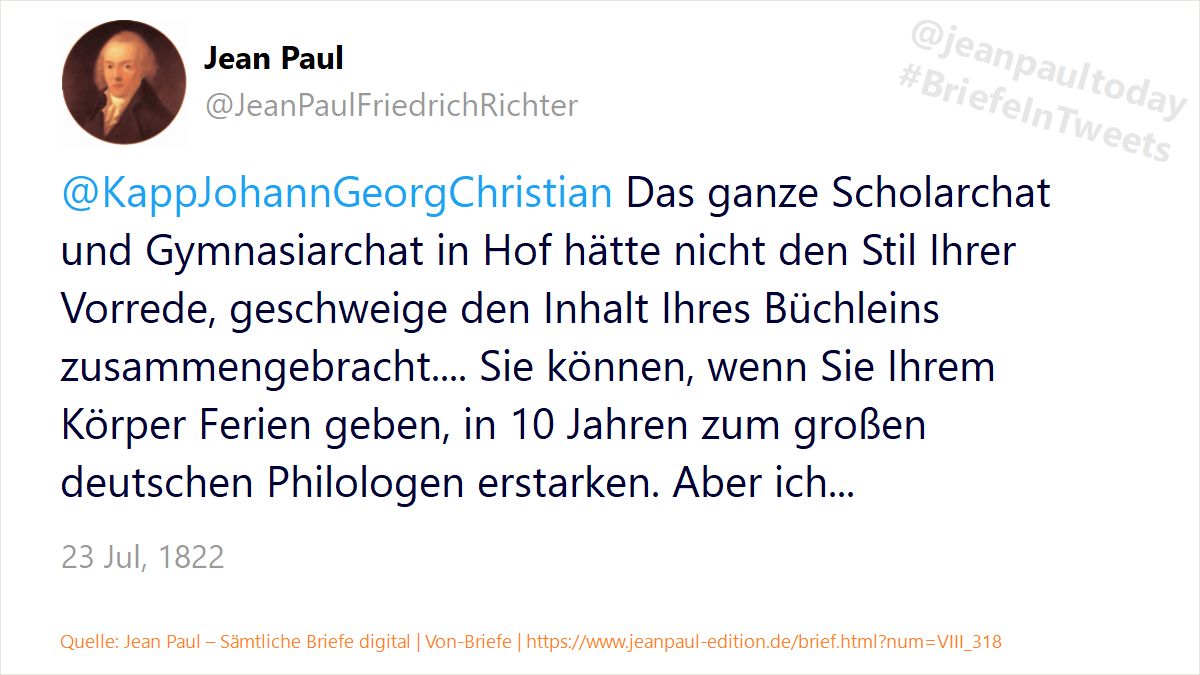 Jean Paul
@JeanPaulFriedrichRichter
@jeanpaultoday
#BriefeInTweets
@KappJohannGeorgChristian Das ganze Scholarchat
und Gymnasiarchat in Hof hätte nicht den Stil Ihrer
Vorrede, geschweige den Inhalt Ihres Büchleins
zusammengebracht.... Sie können, wenn Sie Ihrem
Körper Ferien geben, in 10 Jahren zum großen
deutschen Philologen erstarken. Aber ich...
23 Jul, 1822
Quelle: Jean Paul – Sämtliche Briefe digital | Von-Briefe | https://www.jeanpaul-edition.de/brief.html?num=VIII_318